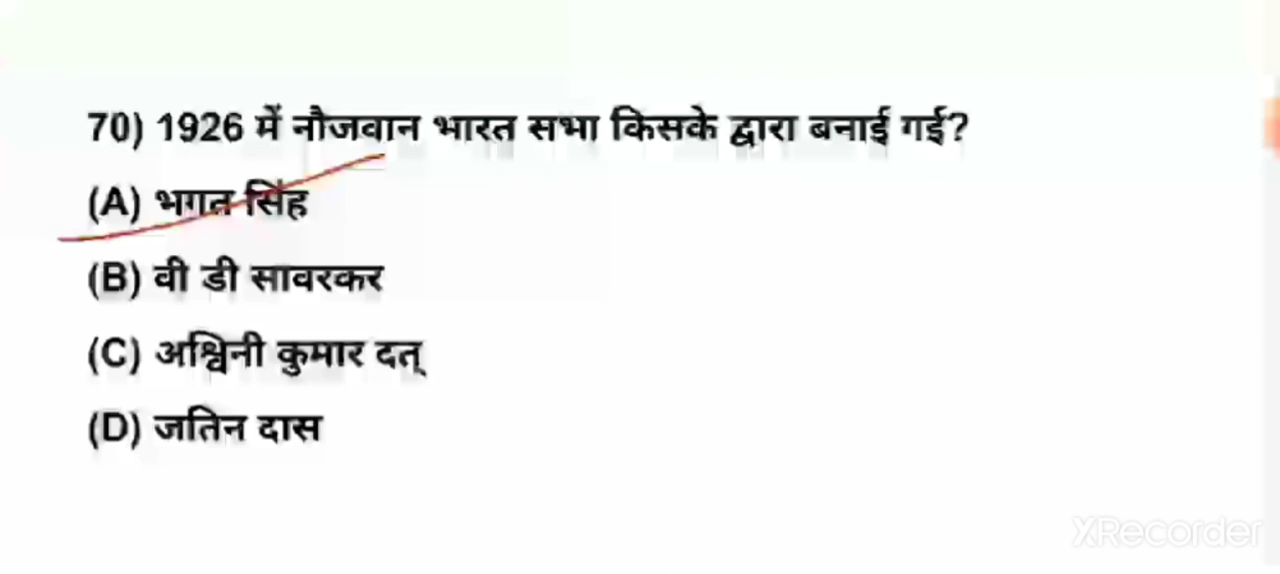 70) 1926 में नौजवान भारत सभा किसके द्वारा बनाई गई?
(A) भगत सिंह
(B) वी डी सावरकर
(C) अश्विनी कुमार दत्
(D) जतिन दास
XRecorder